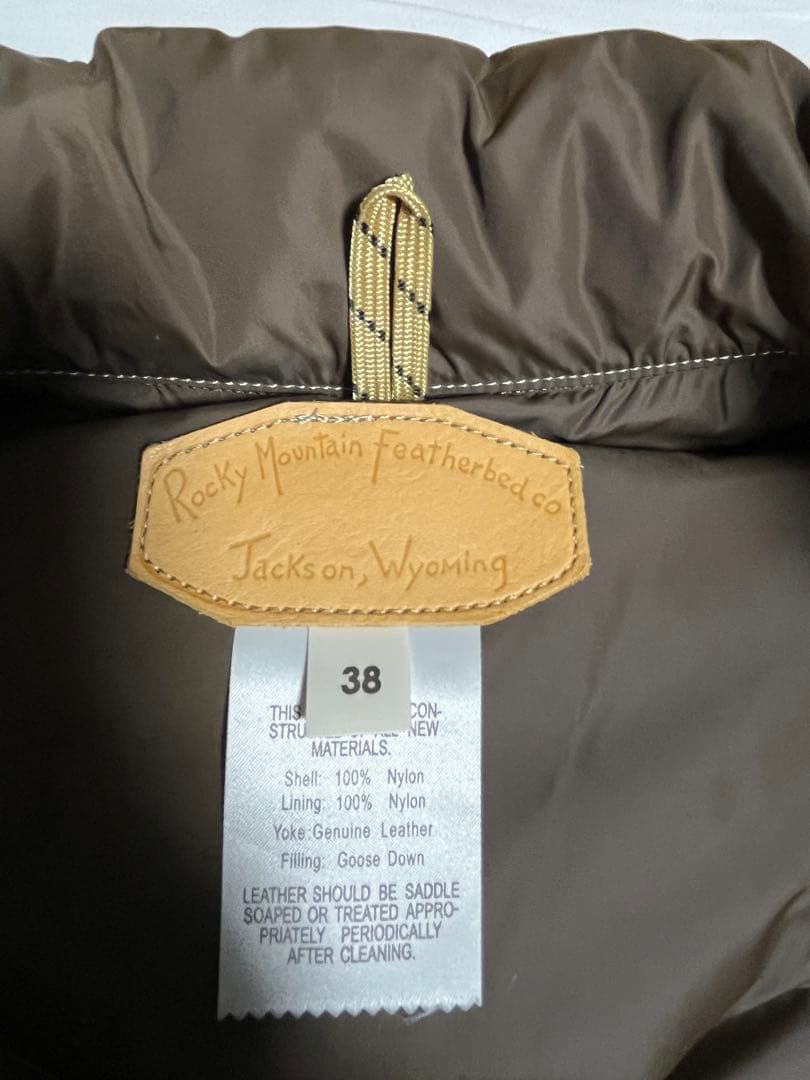 Rocky Mountain Featherbed co
Jackson, Wyoming
38
THIS CON-
STRU NEW
MATERIALS.
Shell: 100% Nylon
Lining: 100% Nylon
Yoke:Genuine Leather
Filling: Goose Down
LEATHER SHOULD BE SADDLE
SOAPED OR TREATED APPRO-
PRIATELY PERIODICALLY
AFTER CLEANING.